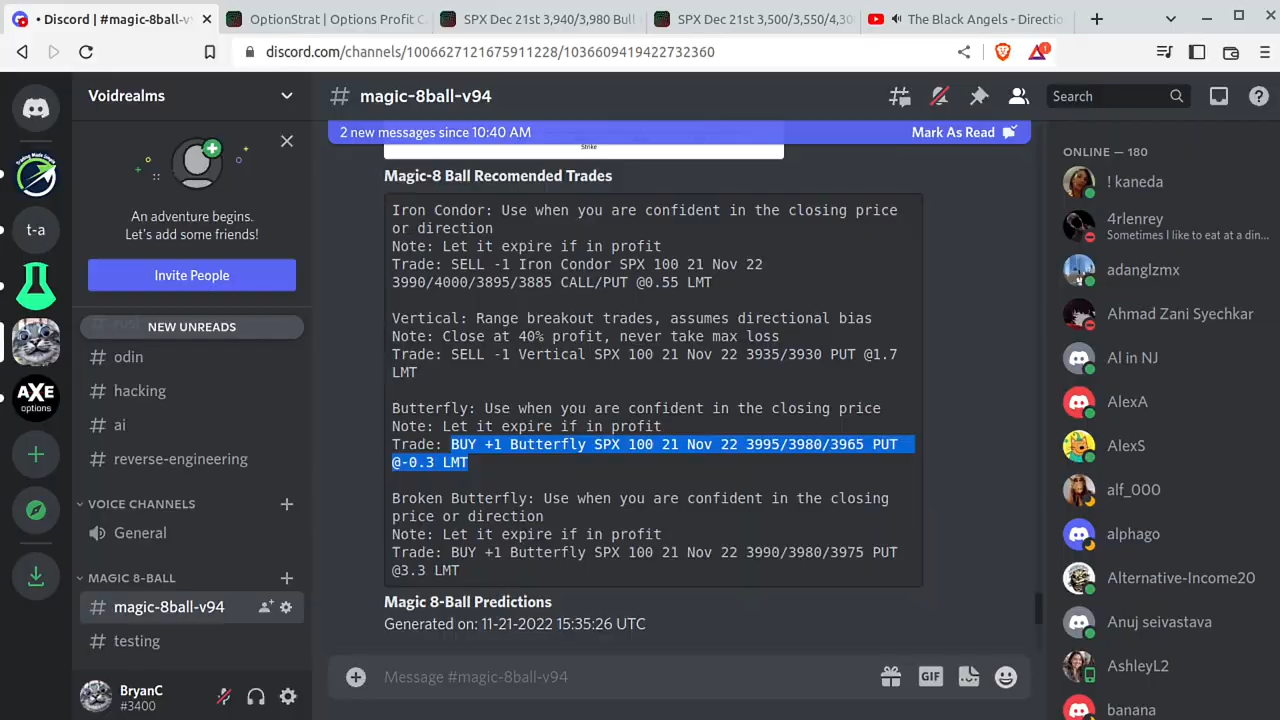 Discord | #magic-8ball-v
OptionStrat | Options Profit C
SPX Dec 21st 3,940/3,980 Bull
SPX Dec 21st 3,500/3,550/4,30
The Black Angels - Directio
discord.com/channels/1006627121675911228/1036609419422732360
1
Voidrealms
magic-8ball-v94
Search
2 new messages since 10:40 AM
Mark As Read
Strike
An adventure begins.
Let's add some friends!
Invite People
NEW UNREADS
odin
hacking
ai
reverse-engineering
VOICE CHANNELS
General
MAGIC 8-BALL
magic-8ball-v94
testing
BryanC
#3400
t-a
AXE
options
Magic-8 Ball Recomended Trades
Iron Condor: Use when you are confident in the closing price
or direction
Note: Let it expire if in profit
Trade: SELL -1 Iron Condor SPX 100 21 Nov 22
3990/4000/3895/3885 CALL/PUT @0.55 LMT
Vertical: Range breakout trades, assumes directional bias
Note: Close at 40% profit, never take max loss
Trade: SELL -1 Vertical SPX 100 21 Nov 22 3935/3930 PUT @1.7
LMT
Butterfly: Use when you are confident in the closing price
Note: Let it expire if in profit
Trade: BUY +1 Butterfly SPX 100 21 Nov 22 3995/3980/3965 PUT
@-0.3 LMT
Broken Butterfly: Use when you are confident in the closing
price or direction
Note: Let it expire if in profit
Trade: BUY +1 Butterfly SPX 100 21 Nov 22 3990/3980/3975 PUT
@3.3 LMT
Magic 8-Ball Predictions
Generated on: 11-21-2022 15:35:26 UTC
Message #magic-8ball-v94
GIF
ONLINE — 180
! kaneda
4rlenrey
Sometimes I like to eat at a din...
adanglzmx
Ahmad Zani Syechkar
Al in NJ
AlexA
AlexS
alf_000
alphago
Alternative-Income20
Anuj seivastava
AshleyL2
banana